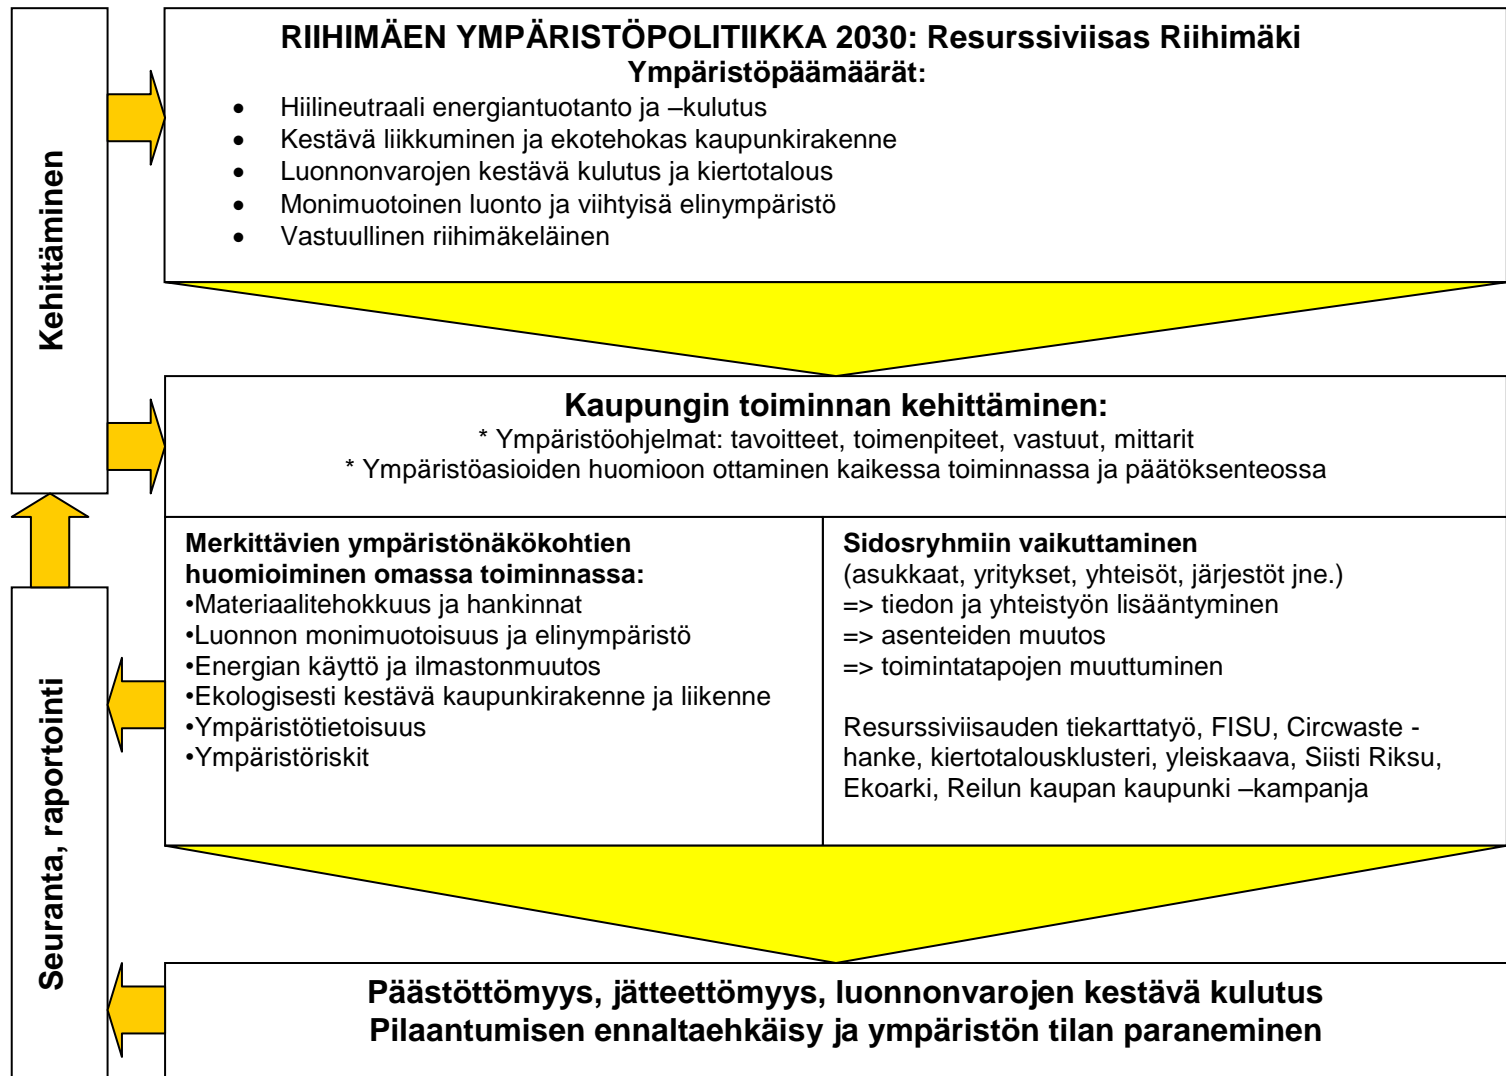 RIIHIMÄEN YMPÄRISTÖPOLITIIKKA 2030: Resurssiviisas Riihimäki
Ympäristöpäämäärät:
• Hiilineutraali energiantuotanto ja –kulutus
• Kestävä liikkuminen ja ekotehokas kaupunkirakenne
• Luonnonvarojen kestävä kulutus ja kiertotalous
• Monimuotoinen luonto ja viihtyisä elinympäristö
• Vastuullinen riihimäkeläinen
Kehittäminen
Kaupungin toiminnan kehittäminen:
* Ympäristöohjelmat: tavoitteet, toimenpiteet, vastuut, mittarit
* Ympäristöasioiden huomioon ottaminen kaikessa toiminnassa ja päätöksenteossa
Merkittävien ympäristönäkökohtien
huomioiminen omassa toiminnassa:
•Materiaalitehokkuus ja hankinnat
•Luonnon monimuotoisuus ja elinympäristö
•Energian käyttö ja ilmastonmuutos
•Ekologisesti kestävä kaupunkirakenne ja liikenne
•Ympäristötietoisuus
•Ympäristöriskit
Sidosryhmiin vaikuttaminen
(asukkaat, yritykset, yhteisöt, järjestöt jne.)
=> tiedon ja yhteistyön lisääntyminen
=> asenteiden muutos
=> toimintatapojen muuttuminen
Resurssiviisauden tiekarttatyö, FISU, Circwaste -
hanke, kiertotalousklusteri, yleiskaava, Siisti Riksu,
Ekoarki, Reilun kaupan kaupunki –kampanja
Seuranta, raportointi
Päästöttömyys, jätteettömyys, luonnonvarojen kestävä kulutus
Pilaantumisen ennaltaehkäisy ja ympäristön tilan paraneminen